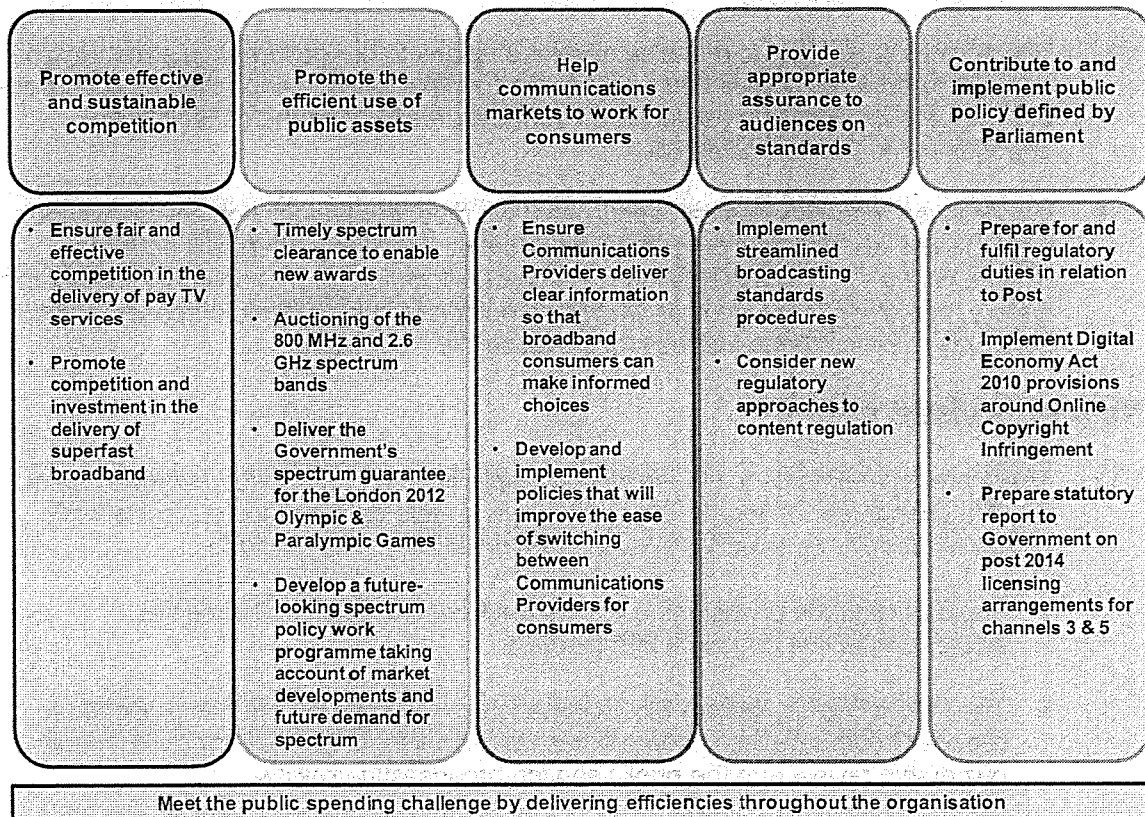 Promote effective
and sustainable
competition
Promote the
efficient use of
public assets
Help
communications
markets to work for
consumers
Provide
appropriate
assurance to
audiences on
standards
Contribute to and
implement public
policy defined by
Parliament
• Ensure fair and
effective
competition in the
delivery of pay TV
services
• Promote
competition and
investment in the
delivery of
superfast
broadband
• Timely spectrum
clearance to enable
new awards
• Auctioning of the
800 MHz and 2.6
GHz spectrum
bands
• Deliver the
Government's
spectrum guarantee
for the London 2012
Olympic &
Paralympic Games
• Develop a future-
looking spectrum
policy work
programme taking
account of market
developments and
future demand for
spectrum
• Ensure
Communications
Providers deliver
clear information
so that
broadband
consumers can
make informed
choices
• Develop and
implement
policies that will
improve the ease
of switching
between
Communications
Providers for
consumers
• Implement
streamlined
broadcasting
standards
procedures
• Consider new
regulatory
approaches to
content regulation
• Prepare for and
fulfil regulatory
duties in relation
to Post
• Implement Digital
Economy Act
2010 provisions
around Online
Copyright
Infringement
• Prepare statutory
report to
Government on
post 2014
licensing
arrangements for
channels 3 & 5
Meet the public spending challenge by delivering efficiencies throughout the organisation